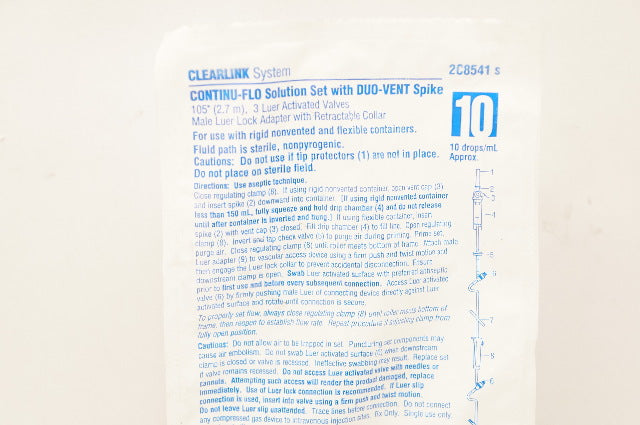 CLEARLINK System
2C8541 s
CONTINU-FLO Solution Set with DUO-VENT Spike
105" (2.7 m), 3 Luer Activated Valves
Male Luer Lock Adapter with Retractable Collar
10
10 drops/mL
Approx.
For use with rigid nonvented and flexible containers.
Fluid path is sterile, nonpyrogenic.
Cautions: Do not use if tip protectors (1) are not in place.
Do not place on sterile field.
Directions: Use aseptic technique.
Close regulating clamp (8). If using rigid nonvented container, open vent cap (3)
and insert spike (2) downward into container. (If using rigid nonvented container
less than 150 mL, fully squeeze and hold drip chamber (4) and do not release
until after container is inverted and hung.) If using flexible container, insert
spike (2) with vent cap (3) closed. Fill drip chamber (4) to fill line. Open regulating
clamp (8). Invert and tap check valve (5) to purge air during priming. Prime set,
purge air. Close regulating clamp (8) until roller meets bottom of frame. Attach male
Luer adapter (9) to vascular access device using a firm push and twist motion and
then engage the Luer lock collar to prevent accidental disconnection. Ensure
downstream clamp is open. Swab Luer activated surface with preferred antiseptic
prior to first use and before every subsequent connection. Access Luer activated
valve (6) by firmly pushing male Luer of connecting device directly against Luer
activated surface and rotate until connection is secure.
To properly set flow, always close regulating clamp (8) until roller meets bottom of
frame, then reopen to establish flow rate. Repeat procedure if adjusting clamp from
fully open position.
Cautions: Do not allow air to be trapped in set. Puncturing set components may
cause air embolism. Do not swab Luer activated surface (6) when downstream
clamp is closed or valve is recessed. Ineffective swabbing may result. Replace set
if valve remains recessed. Do not access Luer activated valve with needles or
cannula. Attempting such access will render the product damaged, replace
immediately. Use of Luer lock connection is recommended. If Luer slip
connection is used, insert into valve using a firm push and twist motion.
Do not leave Luer slip unattended. Trace lines before connection. Do not connect
any compressed gas device to intravenous injection sites. Rx Only. Single use only.
1
2
3
4
5
6
7
8
6